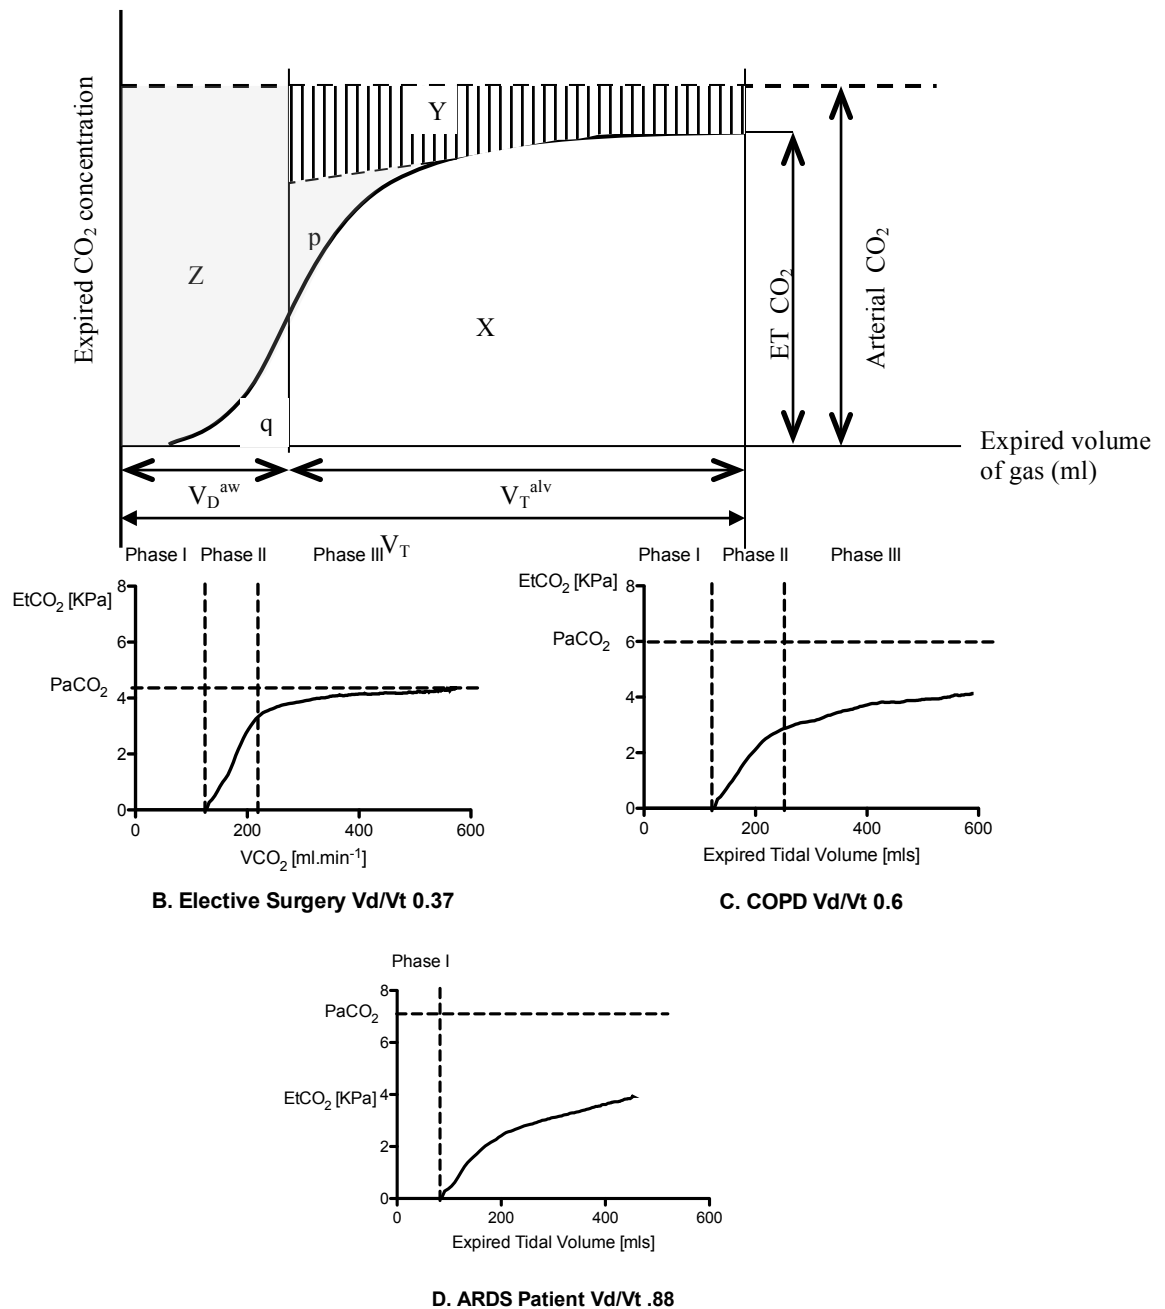 Expired CO2 concentration
Y
p
Z
X
q
ET CO2
Arterial CO2
Expired volume
of gas (ml)
VD^aw
VT^alv
VT
Phase I Phase II Phase III
EtCO2 [KPa]
8
6
PaCO2
4
2
0
0 200 400 600
VCO2 [ml.min-1]
B. Elective Surgery Vd/Vt 0.37
Phase I Phase II Phase III
EtCO2 [KPa]
8
PaCO2
6
4
2
0
0 200 400 600
Expired Tidal Volume [mls]
C. COPD Vd/Vt 0.6
Phase I
8
PaCO2
6
EtCO2 [KPa]
4
2
0
0 200 400 600
Expired Tidal Volume [mls]
D. ARDS Patient Vd/Vt .88